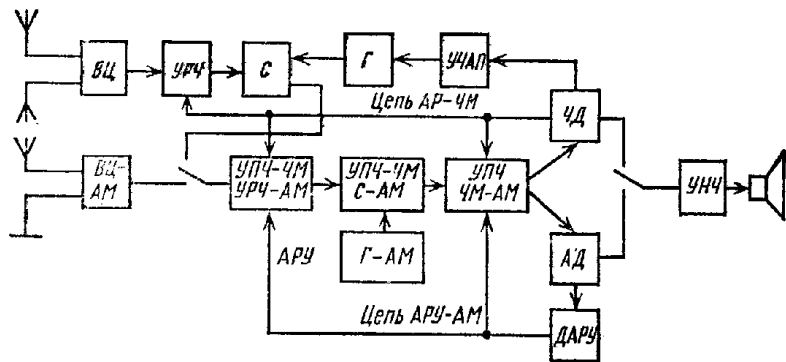 ВЦ
УРЧ
С
Г
УЧАП
Цепь АР-ЧМ
ЧД
ВЦ-
АМ
УПЧ-ЧМ
УРЧ-АМ
УПЧ-ЧМ
С-АМ
УПЧ
ЧМ-АМ
УНЧ
АРУ
Г-АМ
АД
Цепь АРУ-АМ
ДАРУ